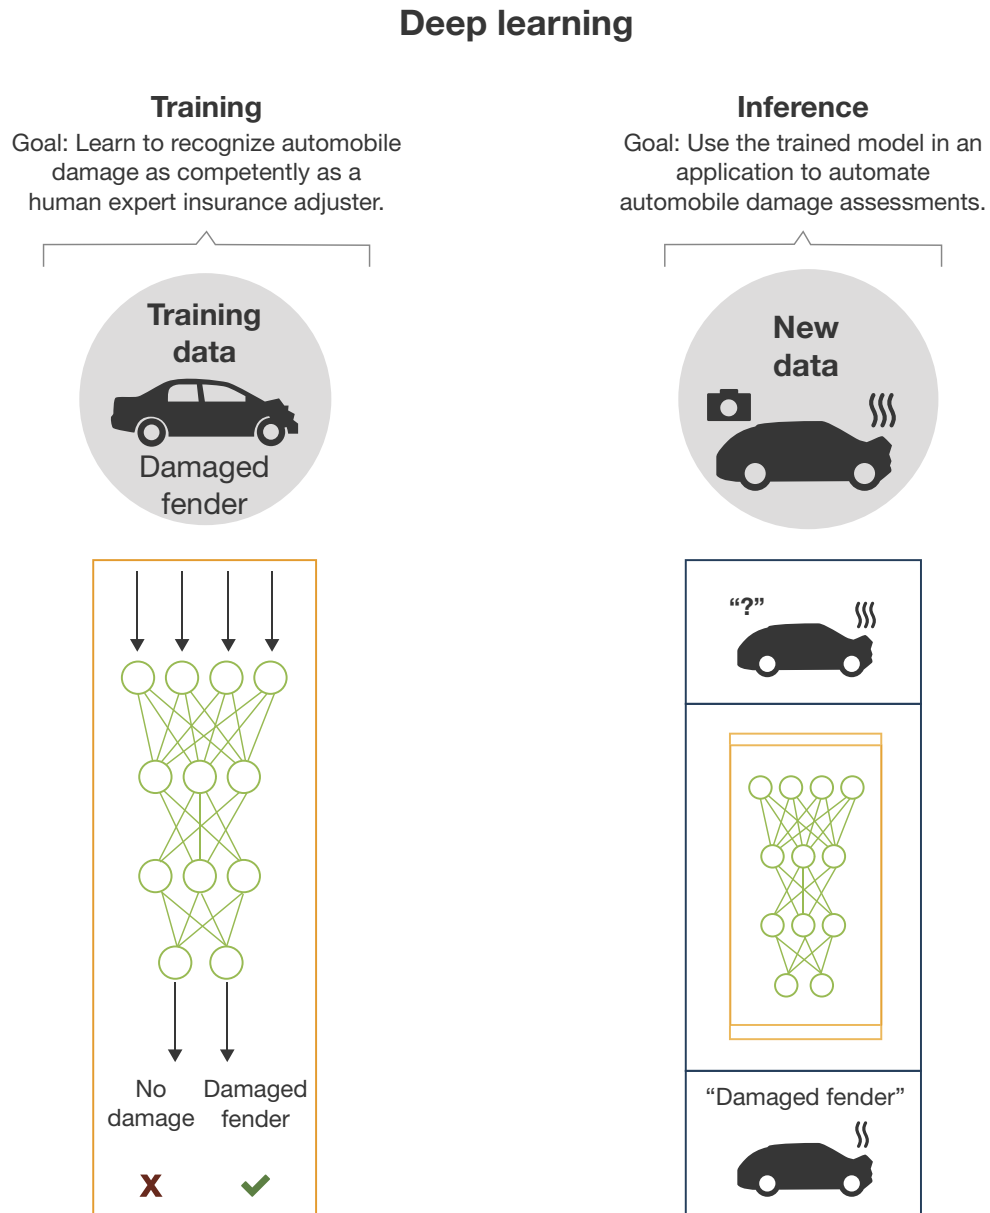 Deep learning
Training
Goal: Learn to recognize automobile
damage as competently as a
human expert insurance adjuster.
Training
data
Damaged
fender
No
damage
Damaged
fender
X
Inference
Goal: Use the trained model in an
application to automate
automobile damage assessments.
New
data
“?”
“Damaged fender”